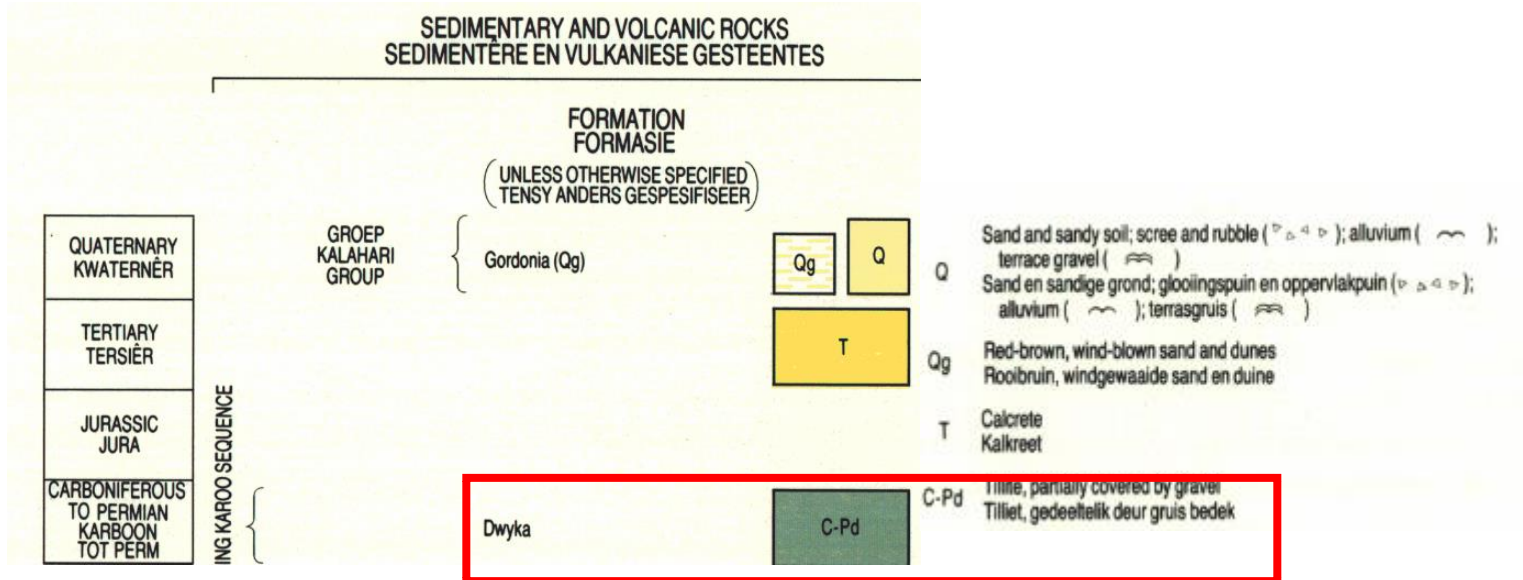 SEDIMENTARY AND VOLCANIC ROCKS
SEDIMENTÊRE EN VULKANIESE GESTEENTES
FORMATION
FORMASIE
(UNLESS OTHERWISE SPECIFIED
TENSY ANDERS GESPESIFISEER)
QUATERNARY
KWATERNÊR
GROEP
KALAHARI
GROUP
Gordonia (Qg)
Qg
Q
Q
Sand and sandy soil; scree and rubble ( ); alluvium ( );
terrace gravel ( )
Sand en sandige grond; glooiingspuin en oppervlakpuin ( );
alluvium ( ); terrasgruis ( )
TERTIARY
TERSIÊR
T
Qg
Red-brown, wind-blown sand and dunes
Rooibruin, windgewaaide sand en duine
JURASSIC
JURA
T
Calcrete
Kalkreet
CARBONIFEROUS
TO PERMIAN
KARBOON
TOT PERM
ING KAROO SEQUENCE
Dwyka
C-Pd
C-Pd
Tillite, partially covered by gravel
Tilliet, gedeeltelik deur gruis bedek